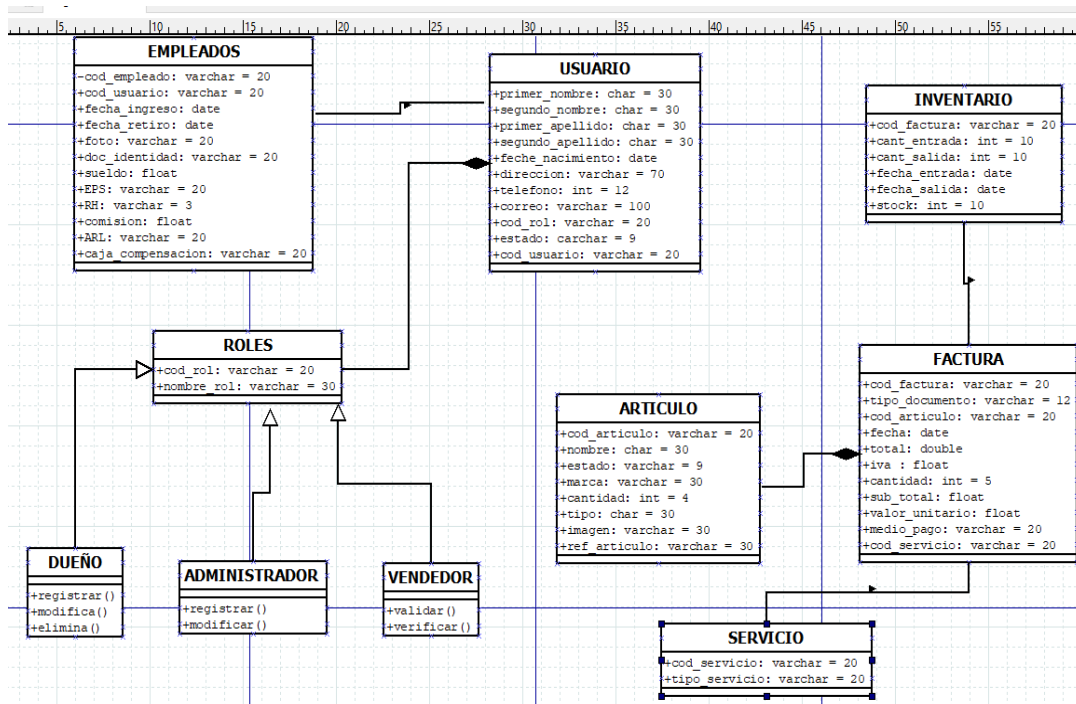 5 10 15 20 25 30 35 40 45 50 55
EMPLEADOS
-cod_empleado: varchar = 20
+cod_usuario: varchar = 20
+fecha_ingreso: date
+fecha_retiro: date
+foto: varchar = 20
+doc_identidad: varchar = 20
+sueldo: float
+EPS: varchar = 20
+RH: varchar = 3
+comision: float
+ARL: varchar = 20
+caja_compensacion: varchar = 20
USUARIO
+primer_nombre: char = 30
+segundo_nombre: char = 30
+primer_apellido: char = 30
+segundo_apellido: char = 30
+feche_nacimiento: date
+direccion: varchar = 70
+telefono: int = 12
+correo: varchar = 100
+cod_rol: varchar = 20
+estado: carchar = 9
+cod_usuario: varchar = 20
INVENTARIO
+cod_factura: varchar = 20
+cant_entrada: int = 10
+cant_salida: int = 10
+fecha_entrada: date
+fecha_salida: date
+stock: int = 10
ROLES
+cod_rol: varchar = 20
+nombre_rol: varchar = 30
ARTICULO
+cod_articulo: varchar = 20
+nombre: char = 30
+estado: varchar = 9
+marca: varchar = 30
+cantidad: int = 4
+tipo: char = 30
+imagen: varchar = 30
+ref_articulo: varchar = 30
FACTURA
+cod_factura: varchar = 20
+tipo_documento: varchar = 12
+cod_articulo: varchar = 20
+fecha: date
+total: double
+iva : float
+cantidad: int = 5
+sub_total: float
+valor_unitario: float
+medio_pago: varchar = 20
+cod_servicio: varchar = 20
DUEÑO
+registrar()
+modifica()
+elimina()
ADMINISTRADOR
+registrar()
+modificar()
VENDEDOR
+validar()
+verificar()
SERVICIO
+cod_servicio: varchar = 20
+tipo_servicio: varchar = 20